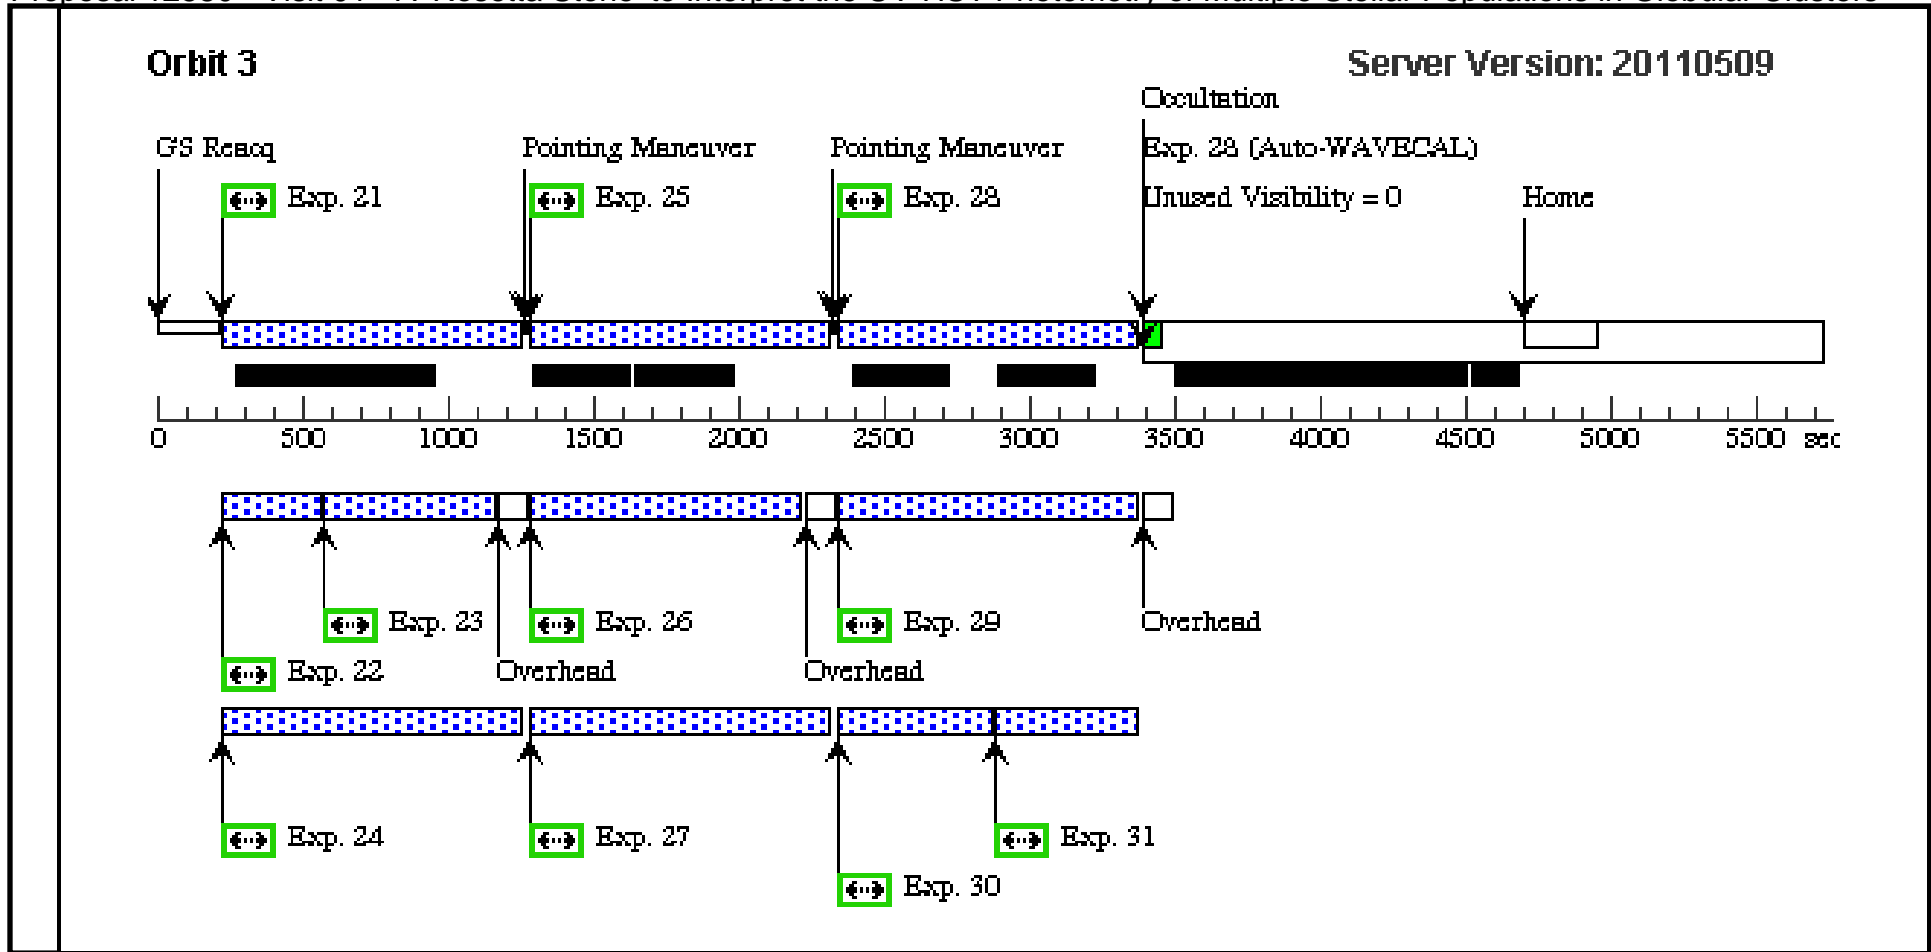 Orbit 3
Server Version: 20110509
Occultation
GS Reacq
Pointing Maneuver
Pointing Maneuver
Exp. 28 (Auto-WAVECAL)
Exp. 21
Exp. 25
Exp. 28
Unused Visibility = 0
Home
0 500 1000 1500 2000 2500 3000 3500 4000 4500 5000 5500 sec
Exp. 23
Exp. 26
Exp. 29
Overhead
Exp. 22
Overhead
Overhead
Exp. 24
Exp. 27
Exp. 31
Exp. 30